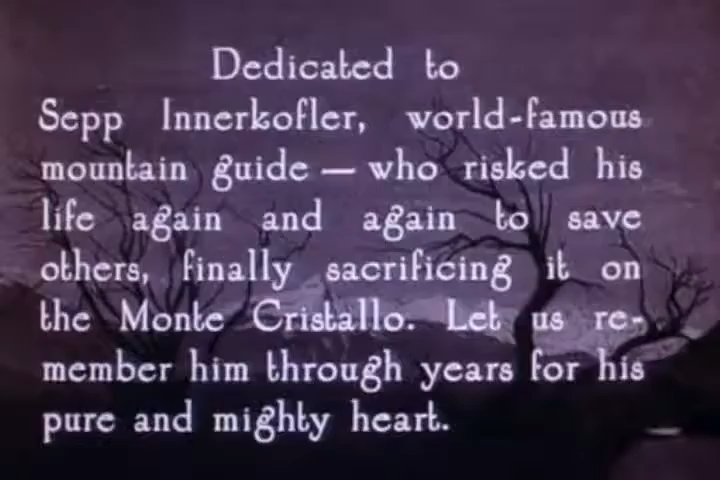 Dedicated to
Sepp Innerkofler, world-famous
mountain guide — who risked his
life again and again to save
others, finally sacrificing it on
the Monte Cristallo. Let us re-
member him through years for his
pure and mighty heart.